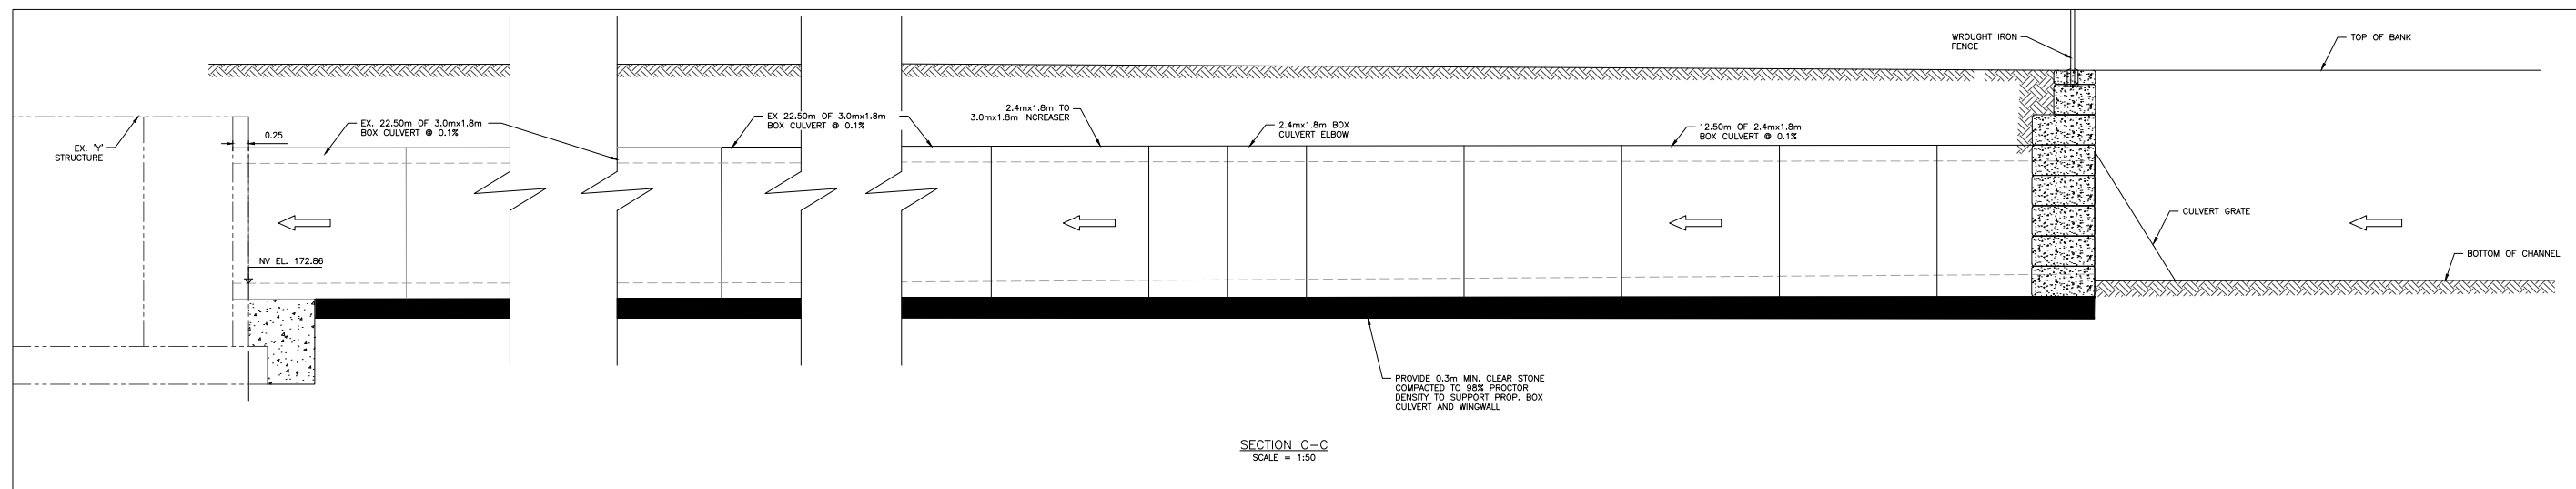 WROUGHT IRON
FENCE
TOP OF BANK
EX. 'Y'
STRUCTURE
0.25
EX. 22.50m OF 3.0mx1.8m
BOX CULVERT @ 0.1%
EX 22.50m OF 3.0mx1.8m
BOX CULVERT @ 0.1%
2.4mx1.8m TO
3.0mx1.8m INCREASER
2.4mx1.8m BOX
CULVERT ELBOW
12.50m OF 2.4mx1.8m
BOX CULVERT @ 0.1%
CULVERT GRATE
INV EL. 172.86
BOTTOM OF CHANNEL
PROVIDE 0.3m MIN. CLEAR STONE
COMPACTED TO 98% PROCTOR
DENSITY TO SUPPORT PROP. BOX
CULVERT AND WINGWALL
SECTION C-C
SCALE = 1:50